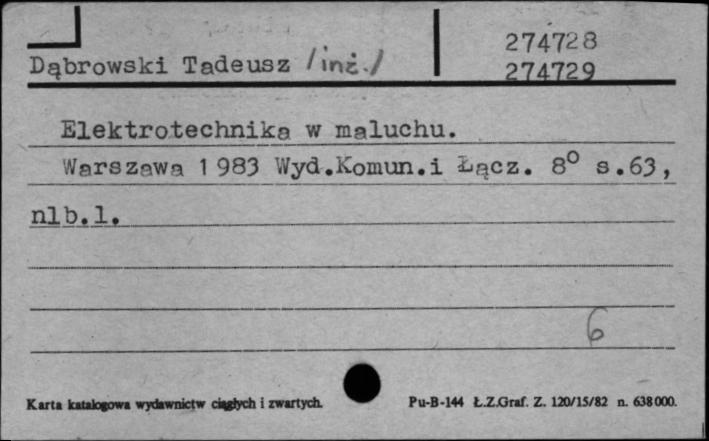 274728
Dąbrowski Tadeusz /inż./ 274729
Elektrotechnika w maluchu.
Warszawa 1983 Wyd.Komun.i Łącz. 8° s.63,
nlb.1.
6
Karta katalogowa wydawnictw ciągłych i zwartych. Pu-B-144 Ł.Z.Graf. Z. 120/15/82 n. 638000.